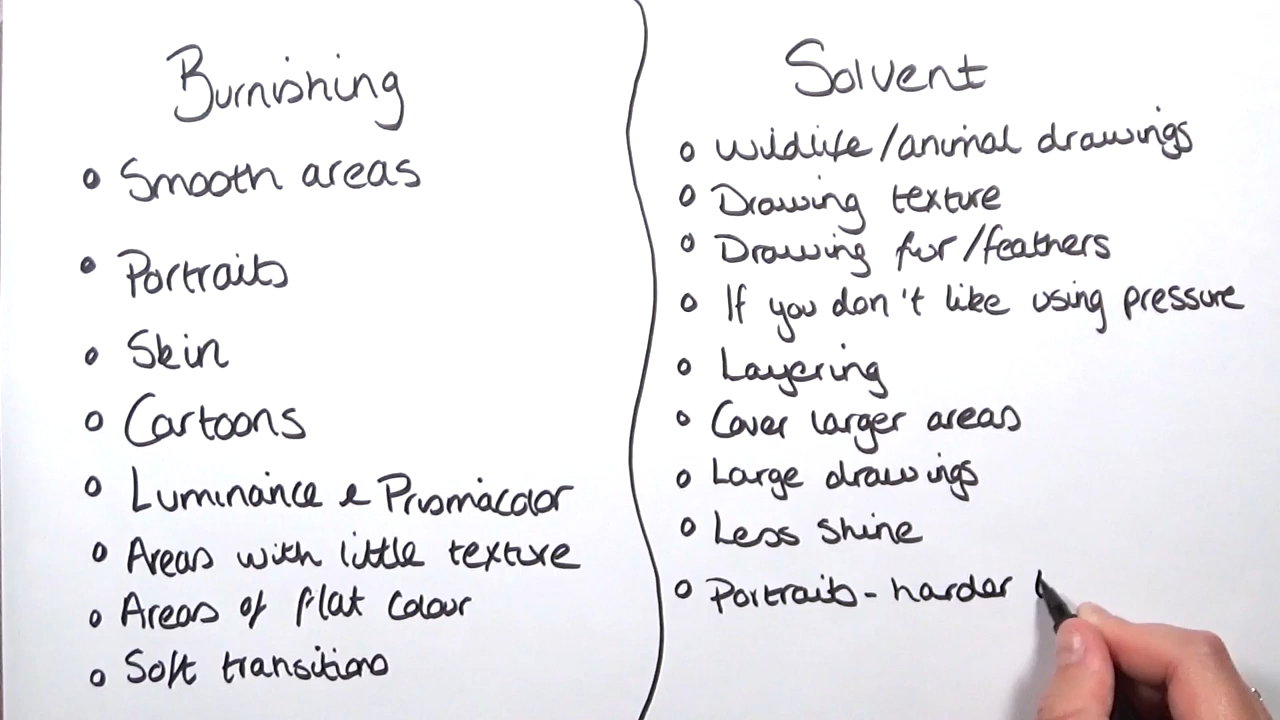 Burnishing
Smooth areas
Portraits
Skin
Cartoons
Luminance & Prismacolor
Areas with little texture
Areas of flat colour
Soft transitions
Solvent
Wildlife/animal drawings
Drawing texture
Drawing fur/feathers
If you don't like using pressure
Layering
Cover larger areas
Large drawings
Less shine
Portraits - harder